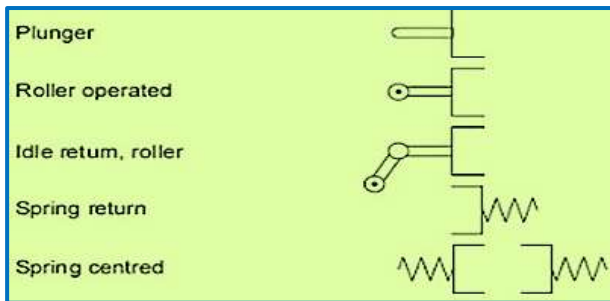 Plunger
Roller operated
Idle return, roller
Spring return
Spring centred